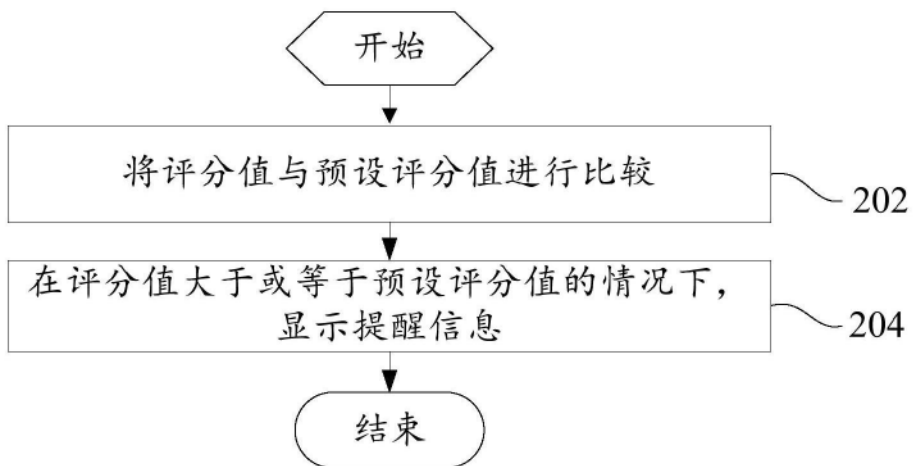 开始
将评分值与预设评分值进行比较
202
在评分值大于或等于预设评分值的情况下，
显示提醒信息
204
结束